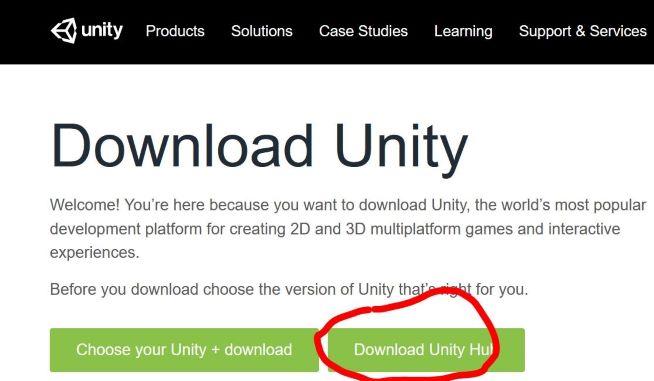 unity Products Solutions Case Studies Learning Support & Services
Download Unity
Welcome! You're here because you want to download Unity, the world's most popular
development platform for creating 2D and 3D multiplatform games and interactive
experiences.
Before you download choose the version of Unity that's right for you.
Choose your Unity + download Download Unity Hub